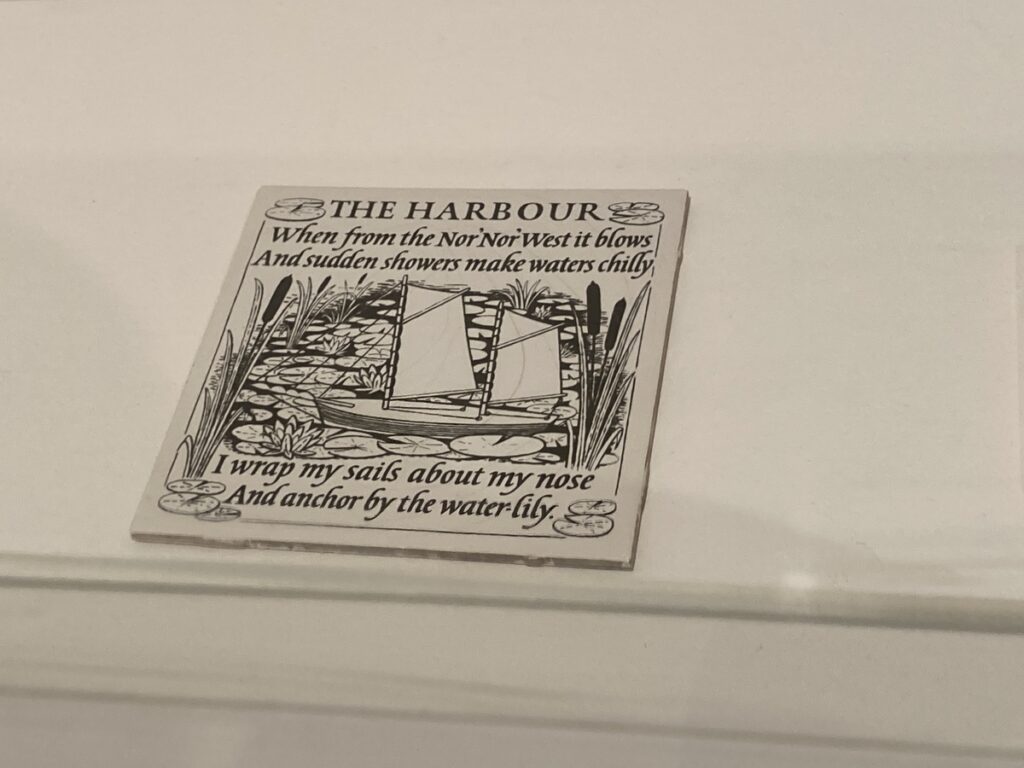 THE HARBOUR
When from the Nor'Nor'West it blows
And sudden showers make waters chilly
I wrap my sails about my nose
And anchor by the water-lily.